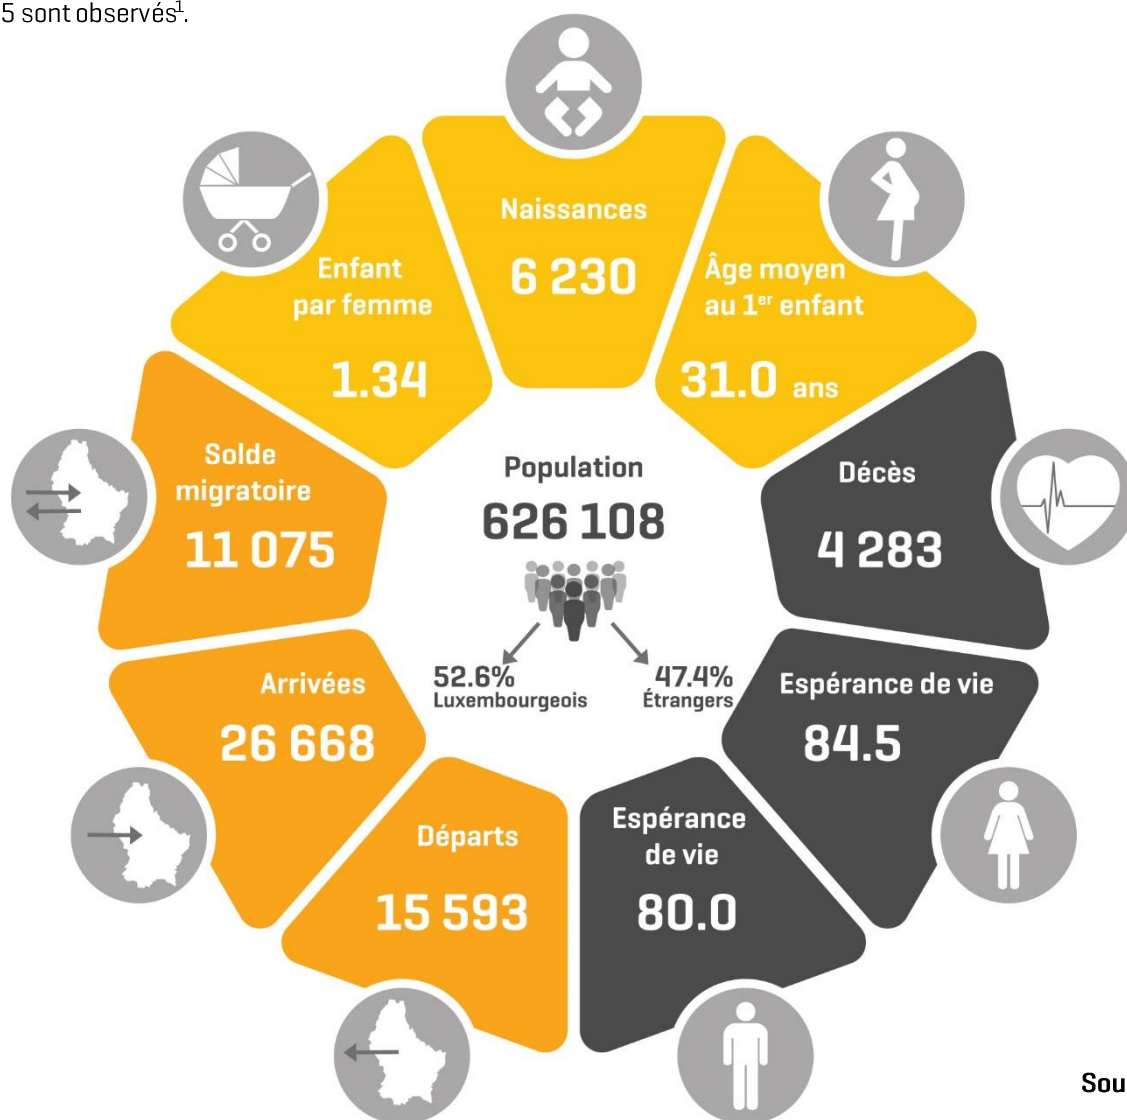 5 sont observés1.
Naissances
6 230
Enfant
par femme
1.34
Âge moyen
au 1er enfant
31.0 ans
Solde
migratoire
11 075
Population
626 108
52.6%
Luxembourgeois
47.4%
Étrangers
Décès
4 283
Arrivées
26 668
Espérance de vie
84.5
Départs
15 593
Espérance
de vie
80.0
Sou